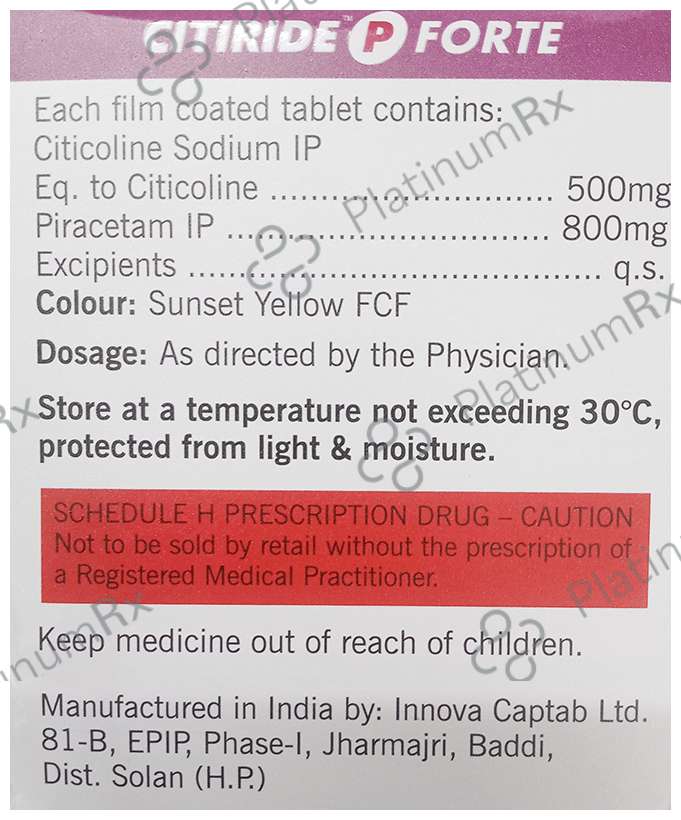 CITIRIDE™ P FORTE
Each film coated tablet contains:
Citicoline Sodium IP
Eq. to Citicoline ............................. 500mg
Piracetam IP ................................. 800mg
Excipients .......................................... q.s.
Colour: Sunset Yellow FCF
Dosage: As directed by the Physician.
Store at a temperature not exceeding 30°C,
protected from light & moisture.
SCHEDULE H PRESCRIPTION DRUG – CAUTION
Not to be sold by retail without the prescription of
a Registered Medical Practitioner.
Keep medicine out of reach of children.
Manufactured in India by: Innova Captab Ltd.
81-B, EPIP, Phase-I, Jharmajri, Baddi,
Dist. Solan (H.P.)
PlatinumRx
PlatinumRx
PlatinumRx
Rx
Platin
inumRx